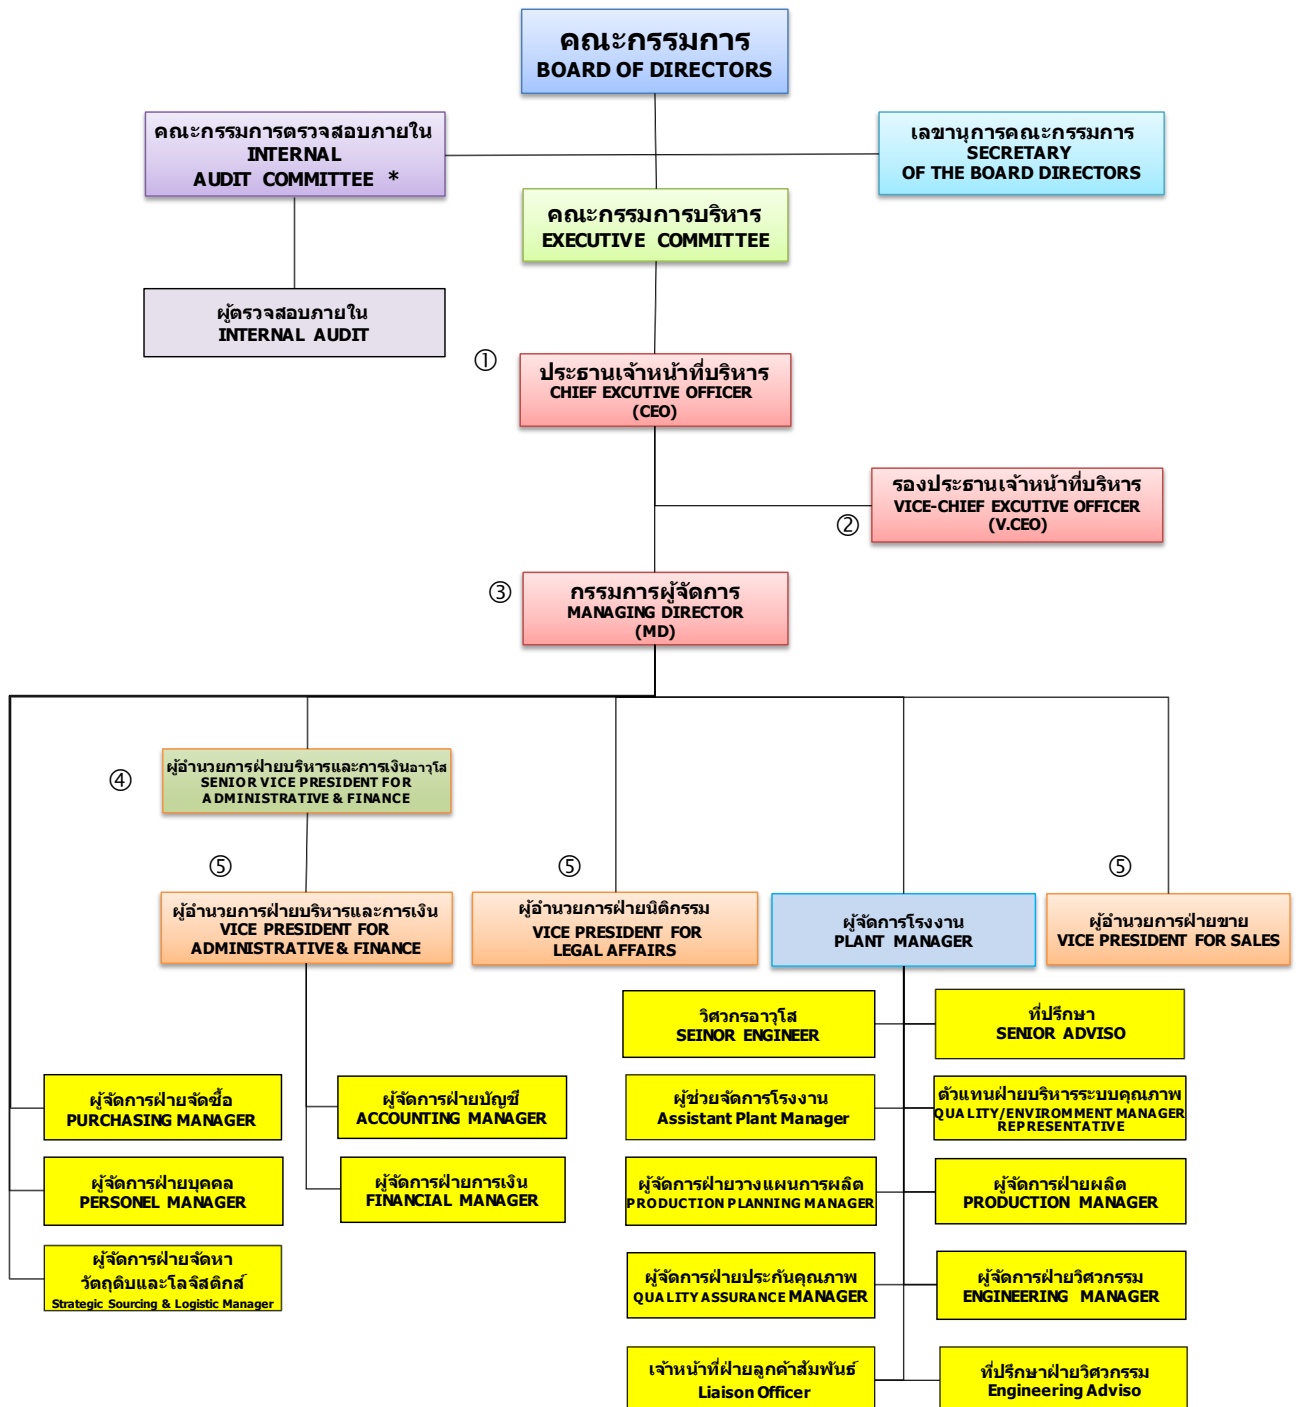 คณะกรรมการ
BOARD OF DIRECTORS
คณะกรรมการตรวจสอบภายใน
INTERNAL
AUDIT COMMITTEE *
เลขานุการคณะกรรมการ
SECRETARY
OF THE BOARD DIRECTORS
คณะกรรมการบริหาร
EXECUTIVE COMMITTEE
ผู้ตรวจสอบภายใน
INTERNAL AUDIT
①
ประธานเจ้าหน้าที่บริหาร
CHIEF EXCUTIVE OFFICER
(CEO)
②
รองประธานเจ้าหน้าที่บริหาร
VICE-CHIEF EXCUTIVE OFFICER
(V.CEO)
③
กรรมการผู้จัดการ
MANAGING DIRECTOR
(MD)
④
ผู้อำนวยการฝ่ายบริหารและการเงินอาวุโส
SENIOR VICE PRESIDENT FOR
ADMINISTRATIVE & FINANCE
⑤
ผู้อำนวยการฝ่ายบริหารและการเงิน
VICE PRESIDENT FOR
ADMINISTRATIVE & FINANCE
⑤
ผู้อำนวยการฝ่ายนิติกรรม
VICE PRESIDENT FOR
LEGAL AFFAIRS
ผู้จัดการโรงงาน
PLANT MANAGER
⑤
ผู้อำนวยการฝ่ายขาย
VICE PRESIDENT FOR SALES
วิศวกรอาวุโส
SEINOR ENGINEER
ที่ปรึกษา
SENIOR ADVISO
ผู้จัดการฝ่ายจัดซื้อ
PURCHASING MANAGER
ผู้จัดการฝ่ายบัญชี
ACCOUNTING MANAGER
ผู้ช่วยจัดการโรงงาน
Assistant Plant Manager
ตัวแทนฝ่ายบริหารระบบคุณภาพ
QUALITY/ENVIROMMENT MANAGER
REPRESENTATIVE
ผู้จัดการฝ่ายบุคคล
PERSONEL MANAGER
ผู้จัดการฝ่ายการเงิน
FINANCIAL MANAGER
ผู้จัดการฝ่ายวางแผนการผลิต
PRODUCTION PLANNING MANAGER
ผู้จัดการฝ่ายผลิต
PRODUCTION MANAGER
ผู้จัดการฝ่ายจัดหา
วัตถุดิบและโลจิสติกส์
Strategic Sourcing & Logistic Manager
ผู้จัดการฝ่ายประกันคุณภาพ
QUALITY ASSURANCE MANAGER
ผู้จัดการฝ่ายวิศวกรรม
ENGINEERING MANAGER
เจ้าหน้าที่ฝ่ายลูกค้าสัมพันธ์
Liaison Officer
ที่ปรึกษาฝ่ายวิศวกรรม
Engineering Adviso